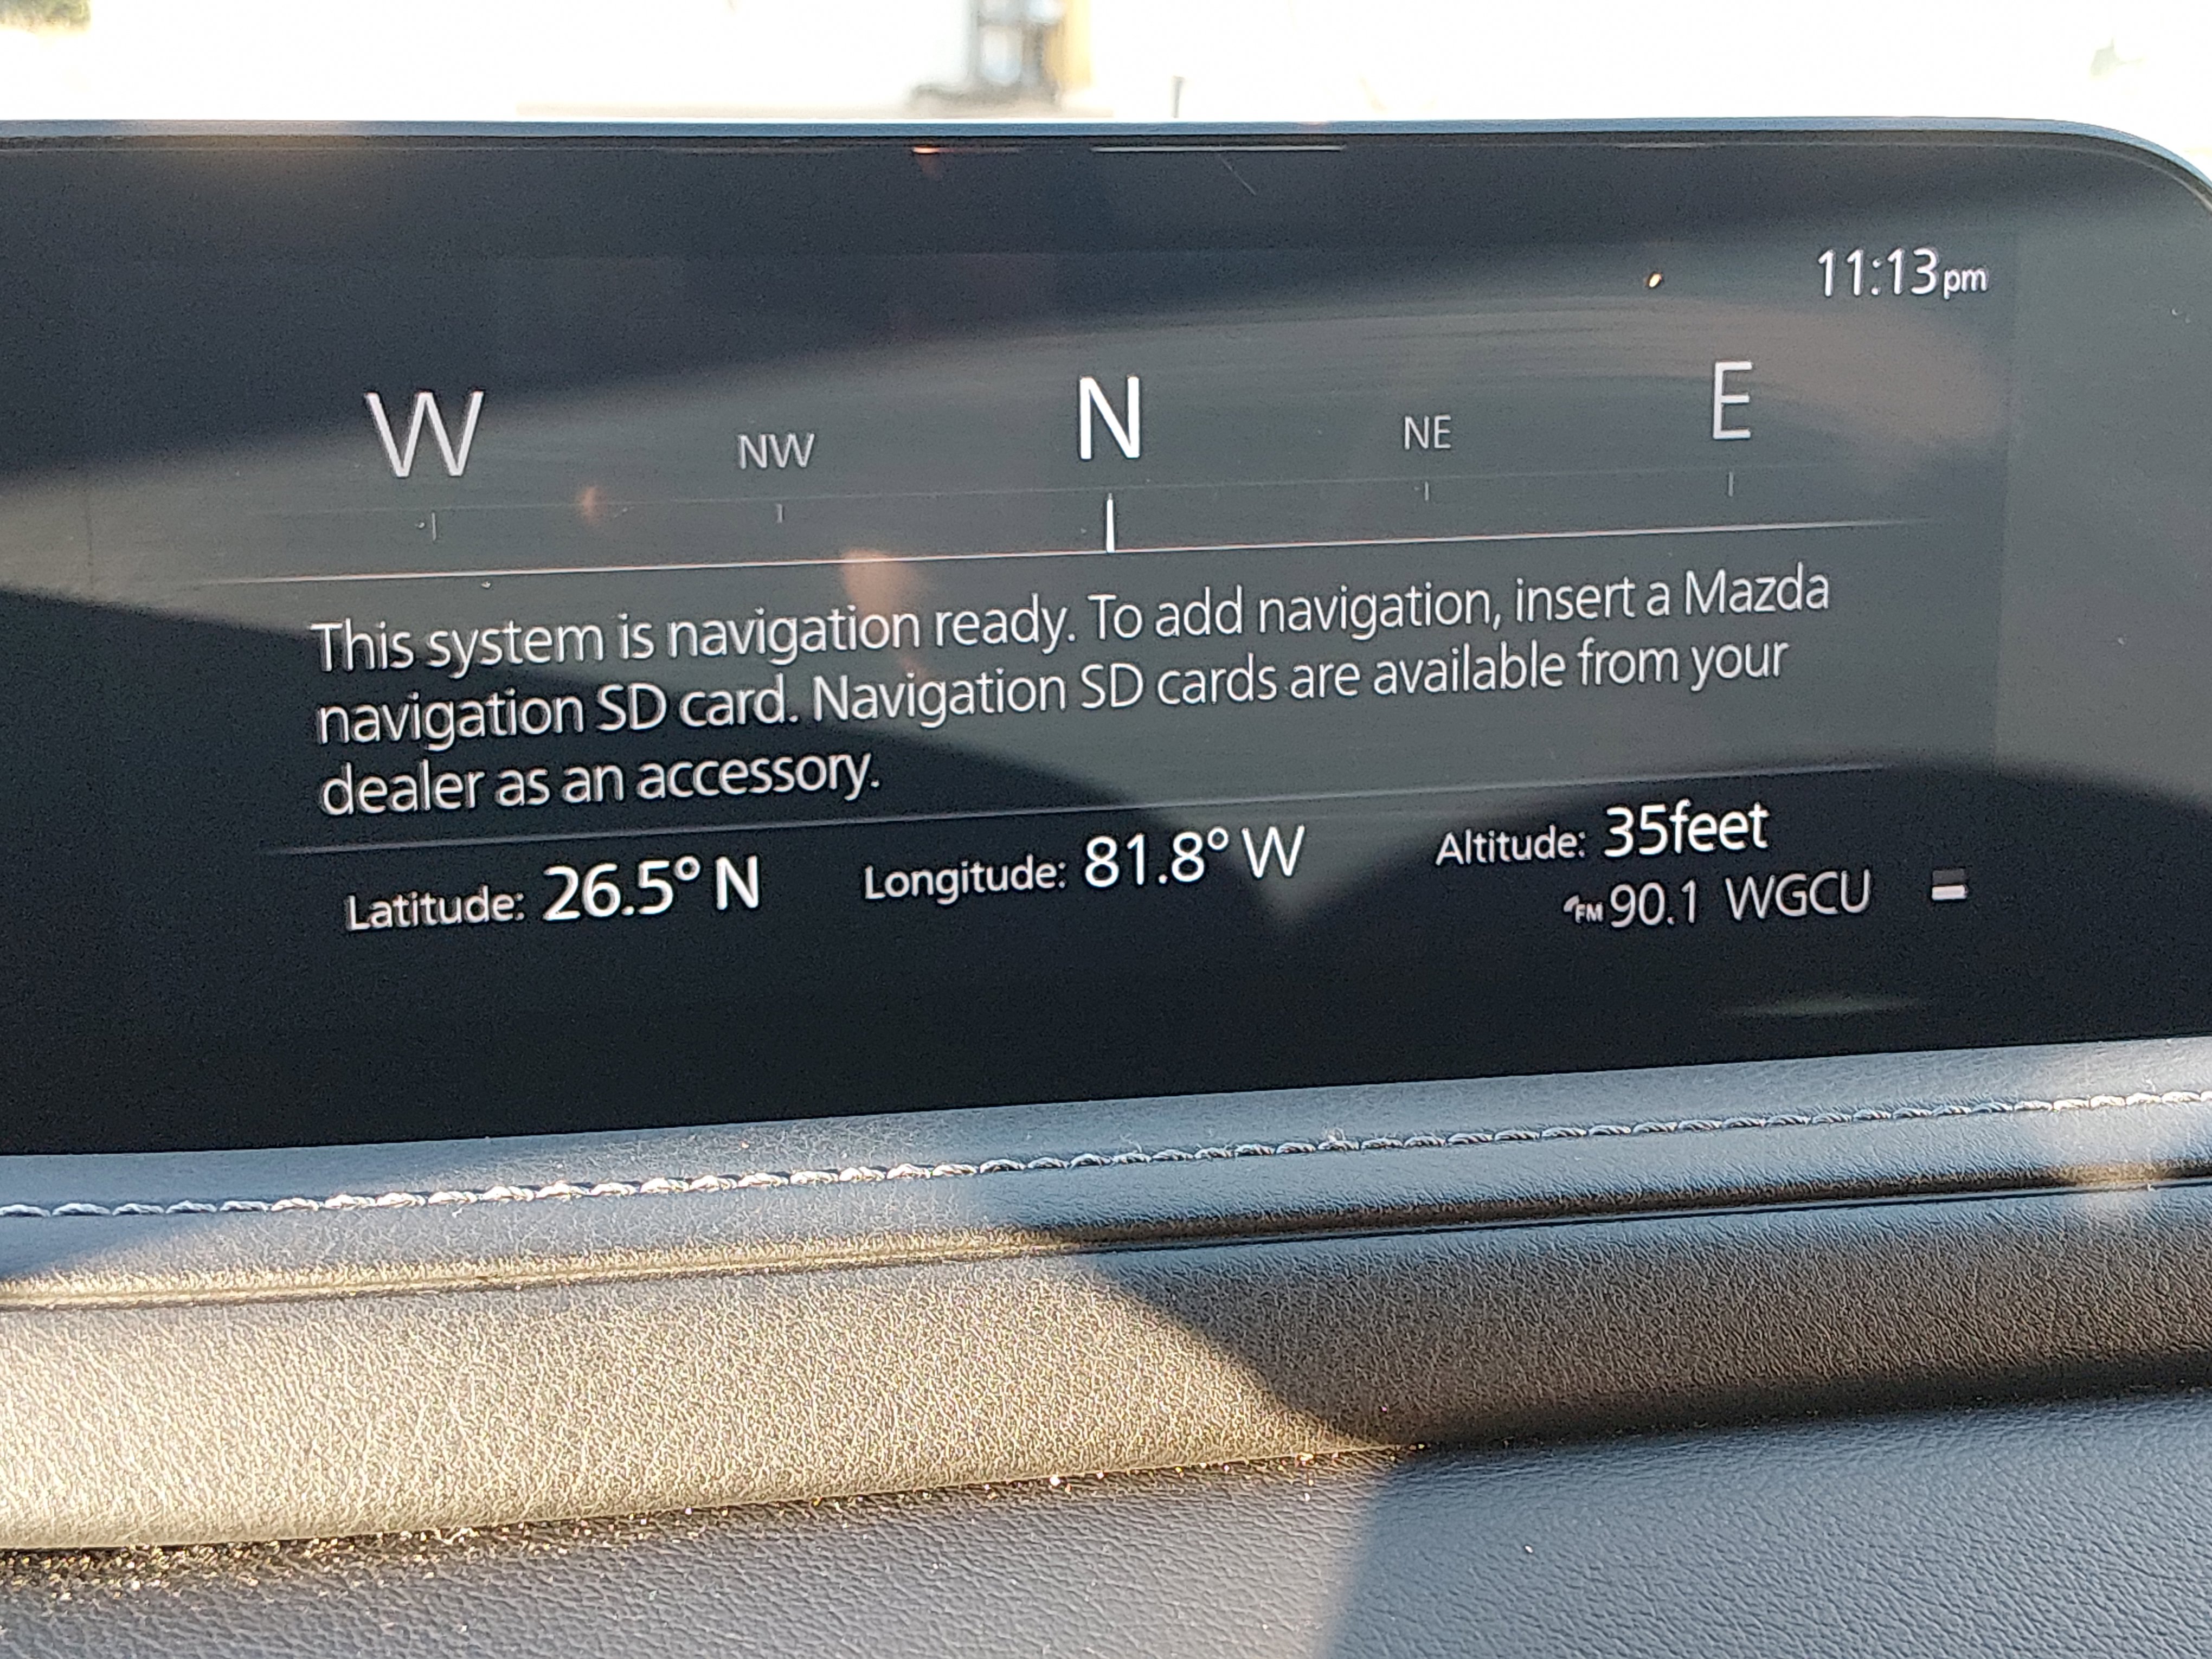 11:13pm
W NW N NE E
This system is navigation ready. To add navigation, insert a Mazda
navigation SD card. Navigation SD cards are available from your
dealer as an accessory.
Latitude: 26.5° N Longitude: 81.8° W Altitude: 35feet
FM 90.1 WGCU